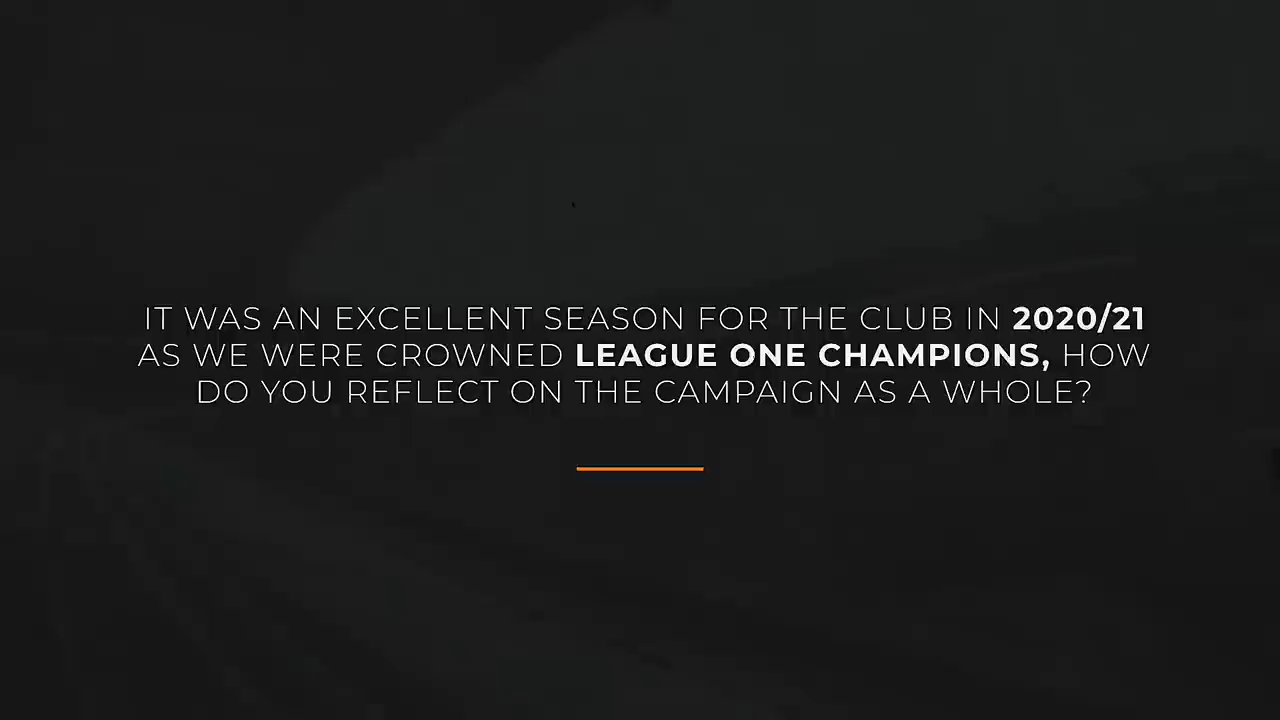 IT WAS AN EXCELLENT SEASON FOR THE CLUB IN 2020/21
AS WE WERE CROWNED LEAGUE ONE CHAMPIONS, HOW
DO YOU REFLECT ON THE CAMPAIGN AS A WHOLE?